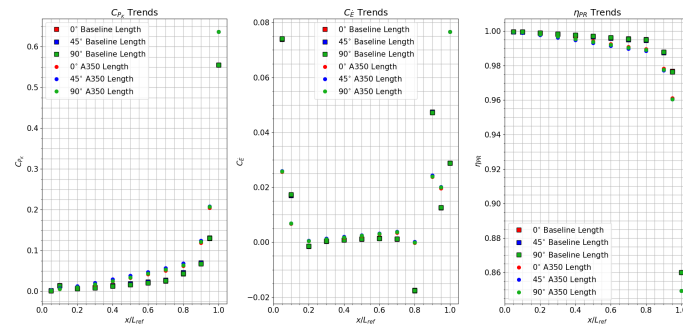 $C_{P_x}$ Trends
0° Baseline Length
45° Baseline Length
90° Baseline Length
0° A350 Length
45° A350 Length
90° A350 Length
0.6
0.5
0.4
0.3
0.2
0.1
0.0
$C_{P_x}$
0.0 0.2 0.4 0.6 0.8 1.0
$x/L_{ref}$
$C_{\dot{E}}$ Trends
0° Baseline Length
45° Baseline Length
90° Baseline Length
0° A350 Length
45° A350 Length
90° A350 Length
0.08
0.06
0.04
0.02
0.00
−0.02
$C_{\dot{E}}$
0.0 0.2 0.4 0.6 0.8 1.0
$x/L_{ref}$
$\eta_{PR}$ Trends
1.00
0.98
0.96
0.94
0.92
0.90
0.88
0.86
$\eta_{PR}$
0° Baseline Length
45° Baseline Length
90° Baseline Length
0° A350 Length
45° A350 Length
90° A350 Length
0.0 0.2 0.4 0.6 0.8
$x/L_{ref}$